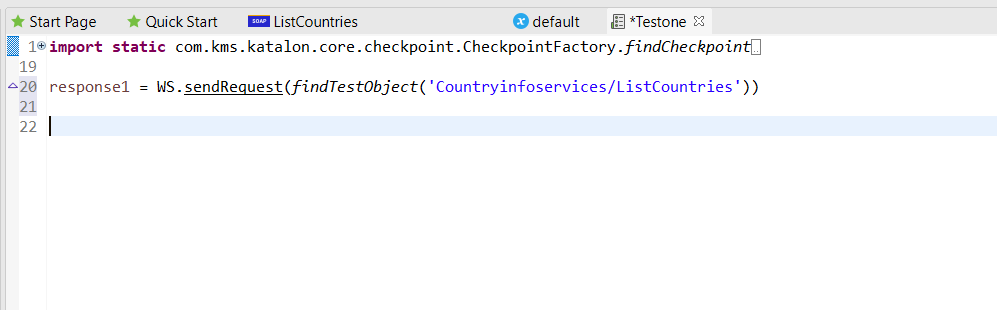 Start Page Quick Start SOAP ListCountries x default *Testone
1 import static com.kms.katalon.core.checkpoint.CheckpointFactory.findCheckpoint
19
20 response1 = WS.sendRequest(findTestObject('Countryinfoservices/ListCountries'))
21
22